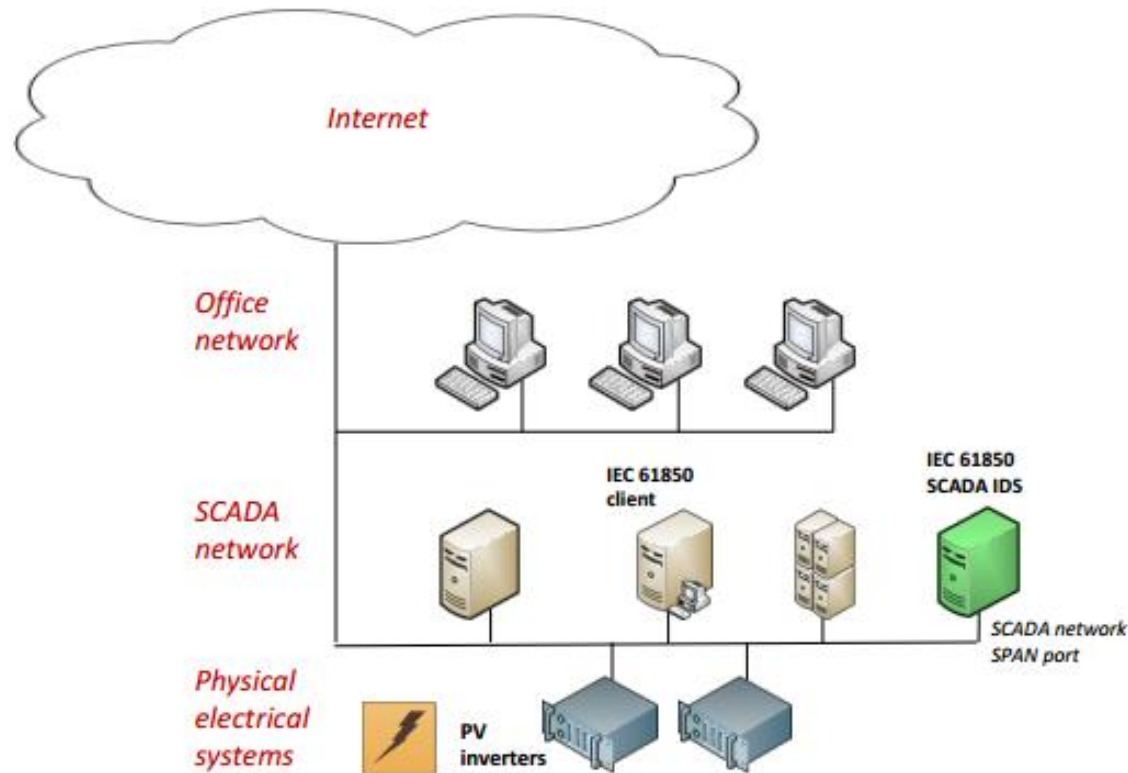 Internet
Office
network
IEC 61850
client
IEC 61850
SCADA IDS
SCADA
network
SCADA network
SPAN port
Physical
electrical
systems
PV
inverters